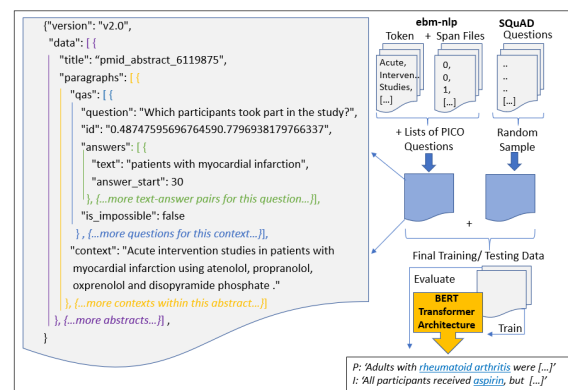 {"version": "v2.0",
"data": [ {
"title": "pmid_abstract_6119875",
"paragraphs": [ {
"qas": [ {
"question": "Which participants took part in the study?",
"id": "0.48747595696764590.7796938179766337",
"answers": [ {
"text": "patients with myocardial infarction",
"answer_start": 30
}, {…more text-answer pairs for this question…}],
"is_impossible": false
} , {…more questions for this context…}],
"context": "Acute intervention studies in patients with
myocardial infarction using atenolol, propranolol,
oxprenolol and disopyramide phosphate ."
}, {…more contexts within this abstract…}]
}, {…more abstracts…}] ,
}
ebm-nlp
Token + Span Files
Acute,
Interven..
Studies,
[…]
0,
0,
1,
[…]
SQuAD
Questions
..
..
[…]
+ Lists of PICO
Questions
Random
Sample
+
Final Training/ Testing Data
Evaluate
BERT
Transformer
Architecture
Train
P: 'Adults with rheumatoid arthritis were […]'
I: 'All participants received aspirin, but […]'